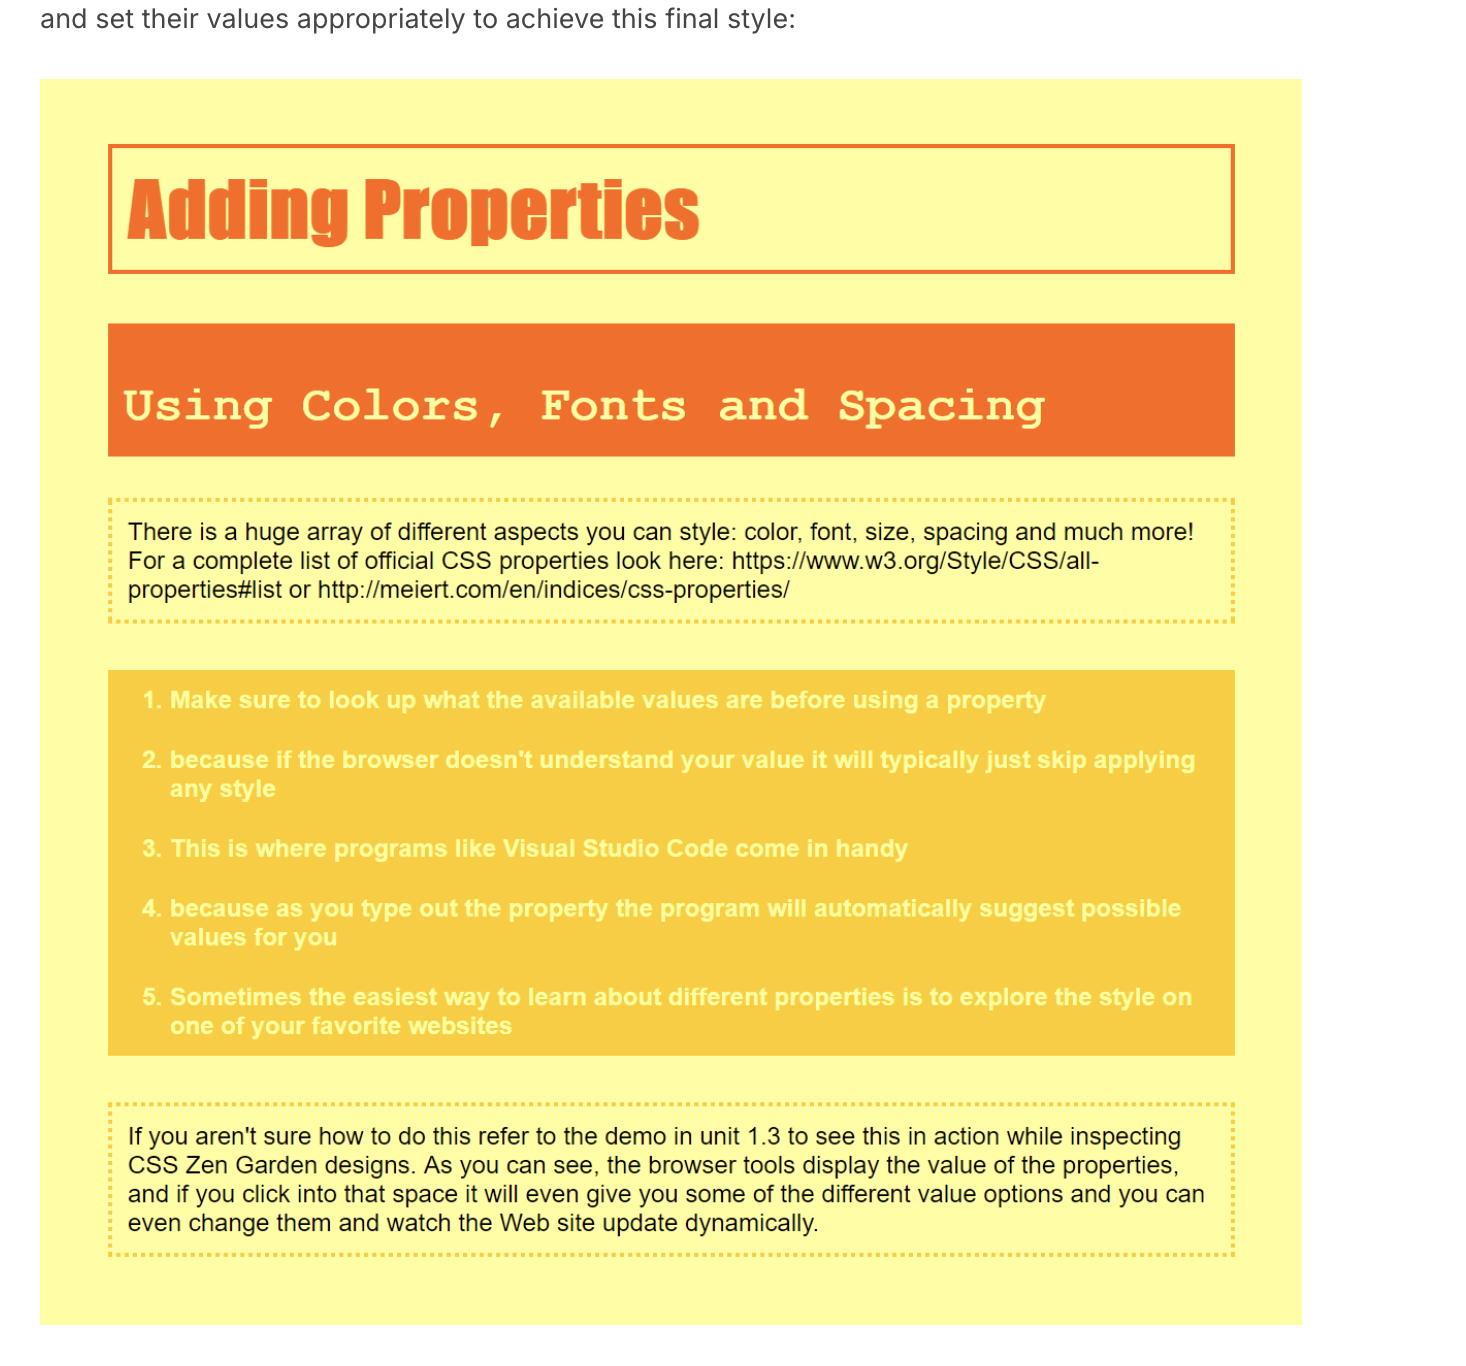 and set their values appropriately to achieve this final style:
Adding Properties
Using Colors, Fonts and Spacing
There is a huge array of different aspects you can style: color, font, size, spacing and much more!
For a complete list of official CSS properties look here: https://www.w3.org/Style/CSS/all-
properties#list or http://meiert.com/en/indices/css-properties/
1. Make sure to look up what the available values are before using a property
2. because if the browser doesn't understand your value it will typically just skip applying
any style
3. This is where programs like Visual Studio Code come in handy
4. because as you type out the property the program will automatically suggest possible
values for you
5. Sometimes the easiest way to learn about different properties is to explore the style on
one of your favorite websites
If you aren't sure how to do this refer to the demo in unit 1.3 to see this in action while inspecting
CSS Zen Garden designs. As you can see, the browser tools display the value of the properties,
and if you click into that space it will even give you some of the different value options and you can
even change them and watch the Web site update dynamically.